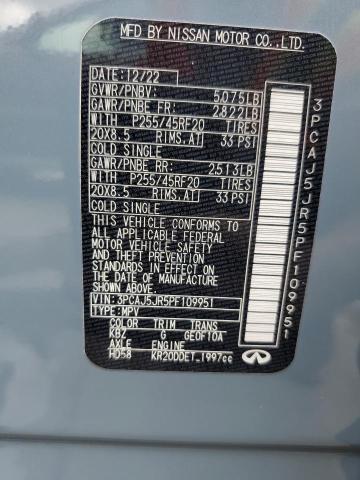 MFD BY NISSAN MOTOR CO., LTD.
DATE: 12/22
GVWR/PNBV: 5075LB
GAWR/PNBE FR: 2822LB
WITH P255/45RF20 TIRES
20X8.5 RIMS.AT 33 PSI
COLD SINGLE
GAWR/PNBE RR: 2513LB
WITH P255/45RF20 TIRES
20X8.5 RIMS.AT 33 PSI
COLD SINGLE
THIS VEHICLE CONFORMS TO
ALL APPLICABLE FEDERAL
MOTOR VEHICLE SAFETY
AND THEFT PREVENTION
STANDARDS IN EFFECT ON
THE DATE OF MANUFACTURE
SHOWN ABOVE.
VIN: 3PCAJ5JR5PF109951
TYPE: MPV
COLOR TRIM TRANS
KBZ G GE0F10A
AXLE ENGINE
HD58 KR20DDET_1997cc
3PCAJ5JR5PF109951